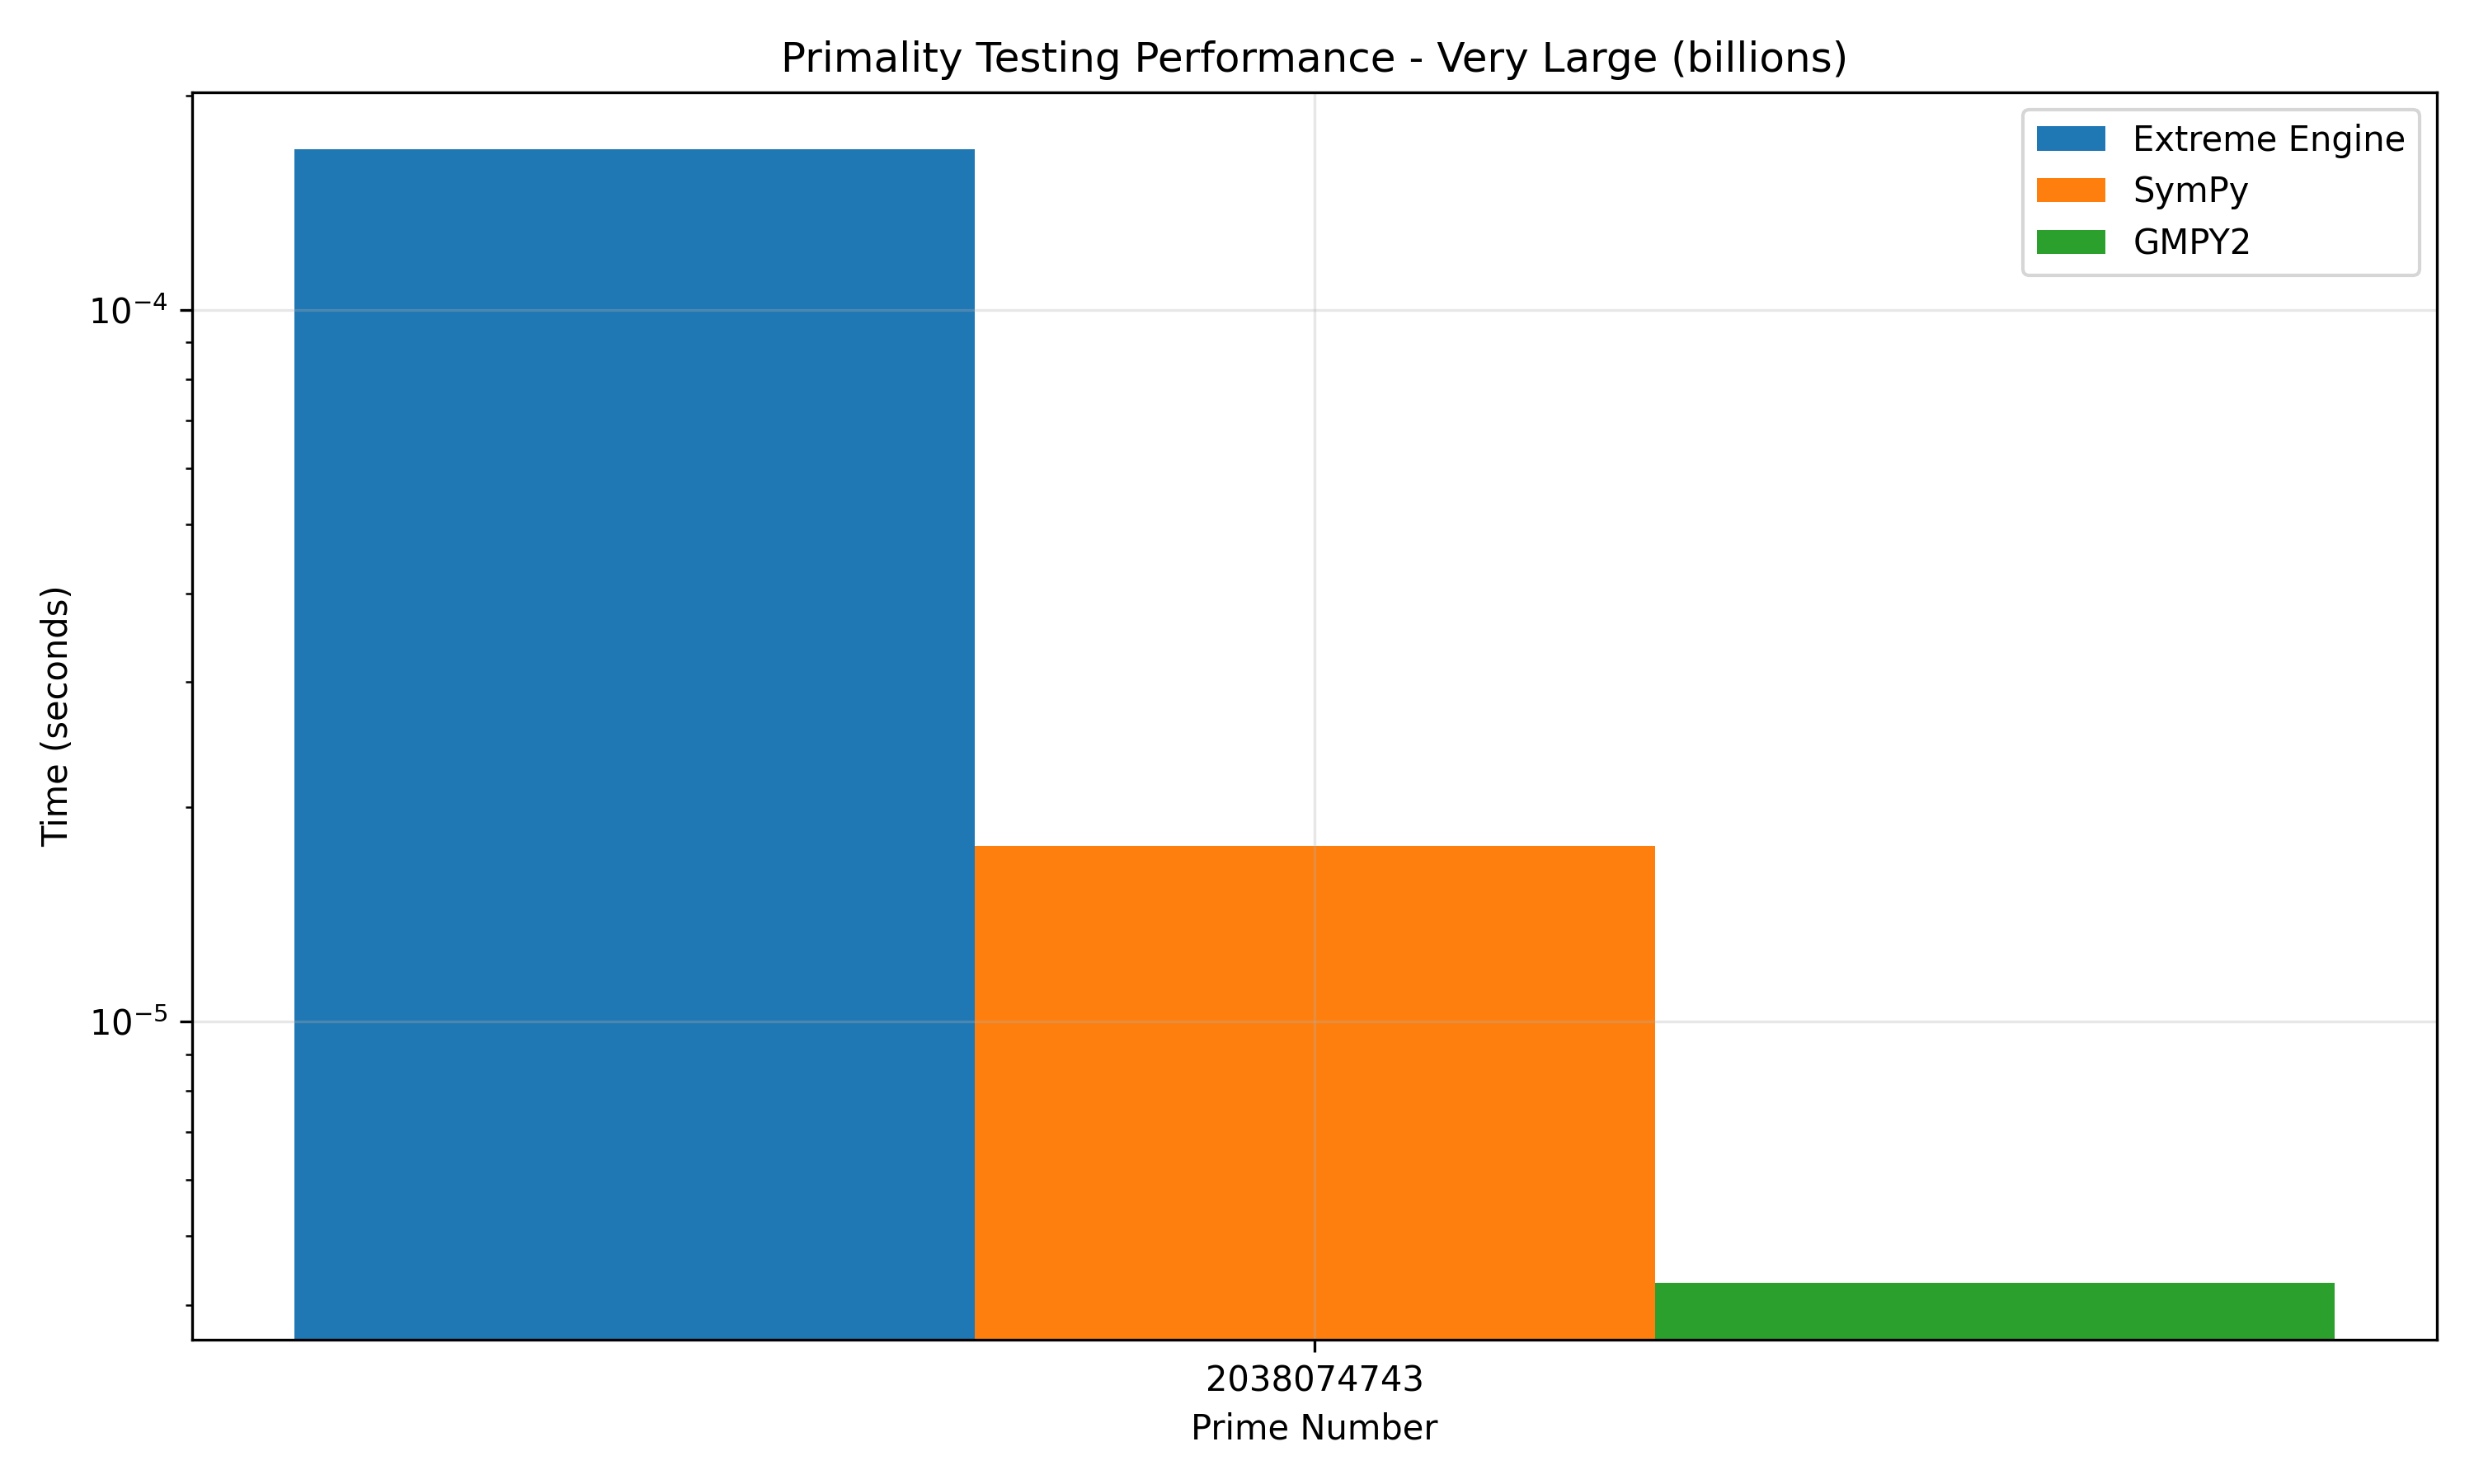 Primality Testing Performance - Very Large (billions)
Extreme Engine
SymPy
GMPY2
10⁻⁴
10⁻⁵
Time (seconds)
2038074743
Prime Number